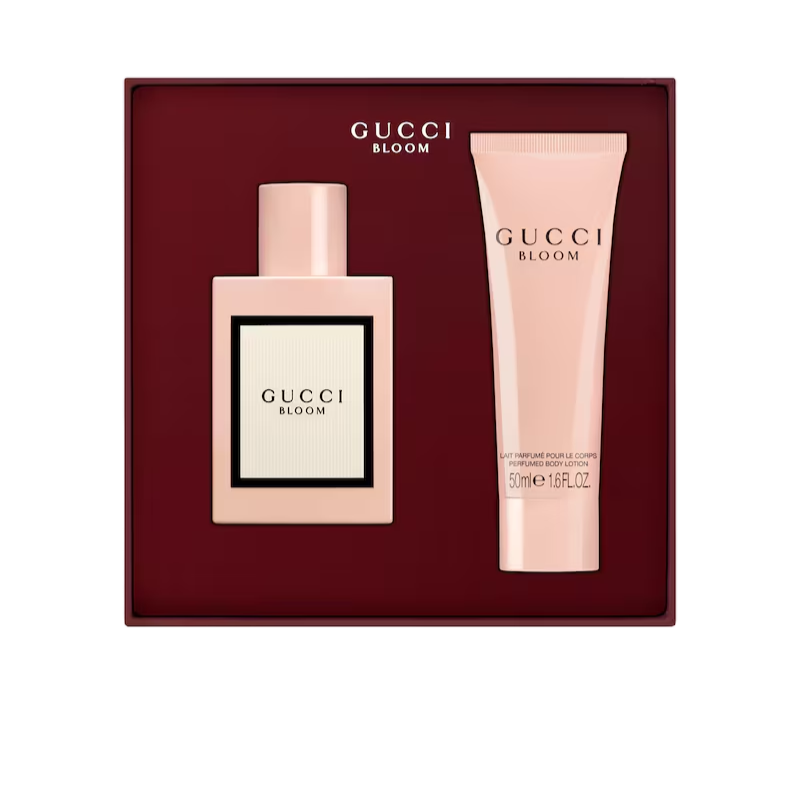 GUCCI
BLOOM
GUCCI
BLOOM
GUCCI
BLOOM
LAIT PARFUMÉ POUR LE CORPS
PERFUMED BODY LOTION
50ml℮ 1.6FL.OZ.